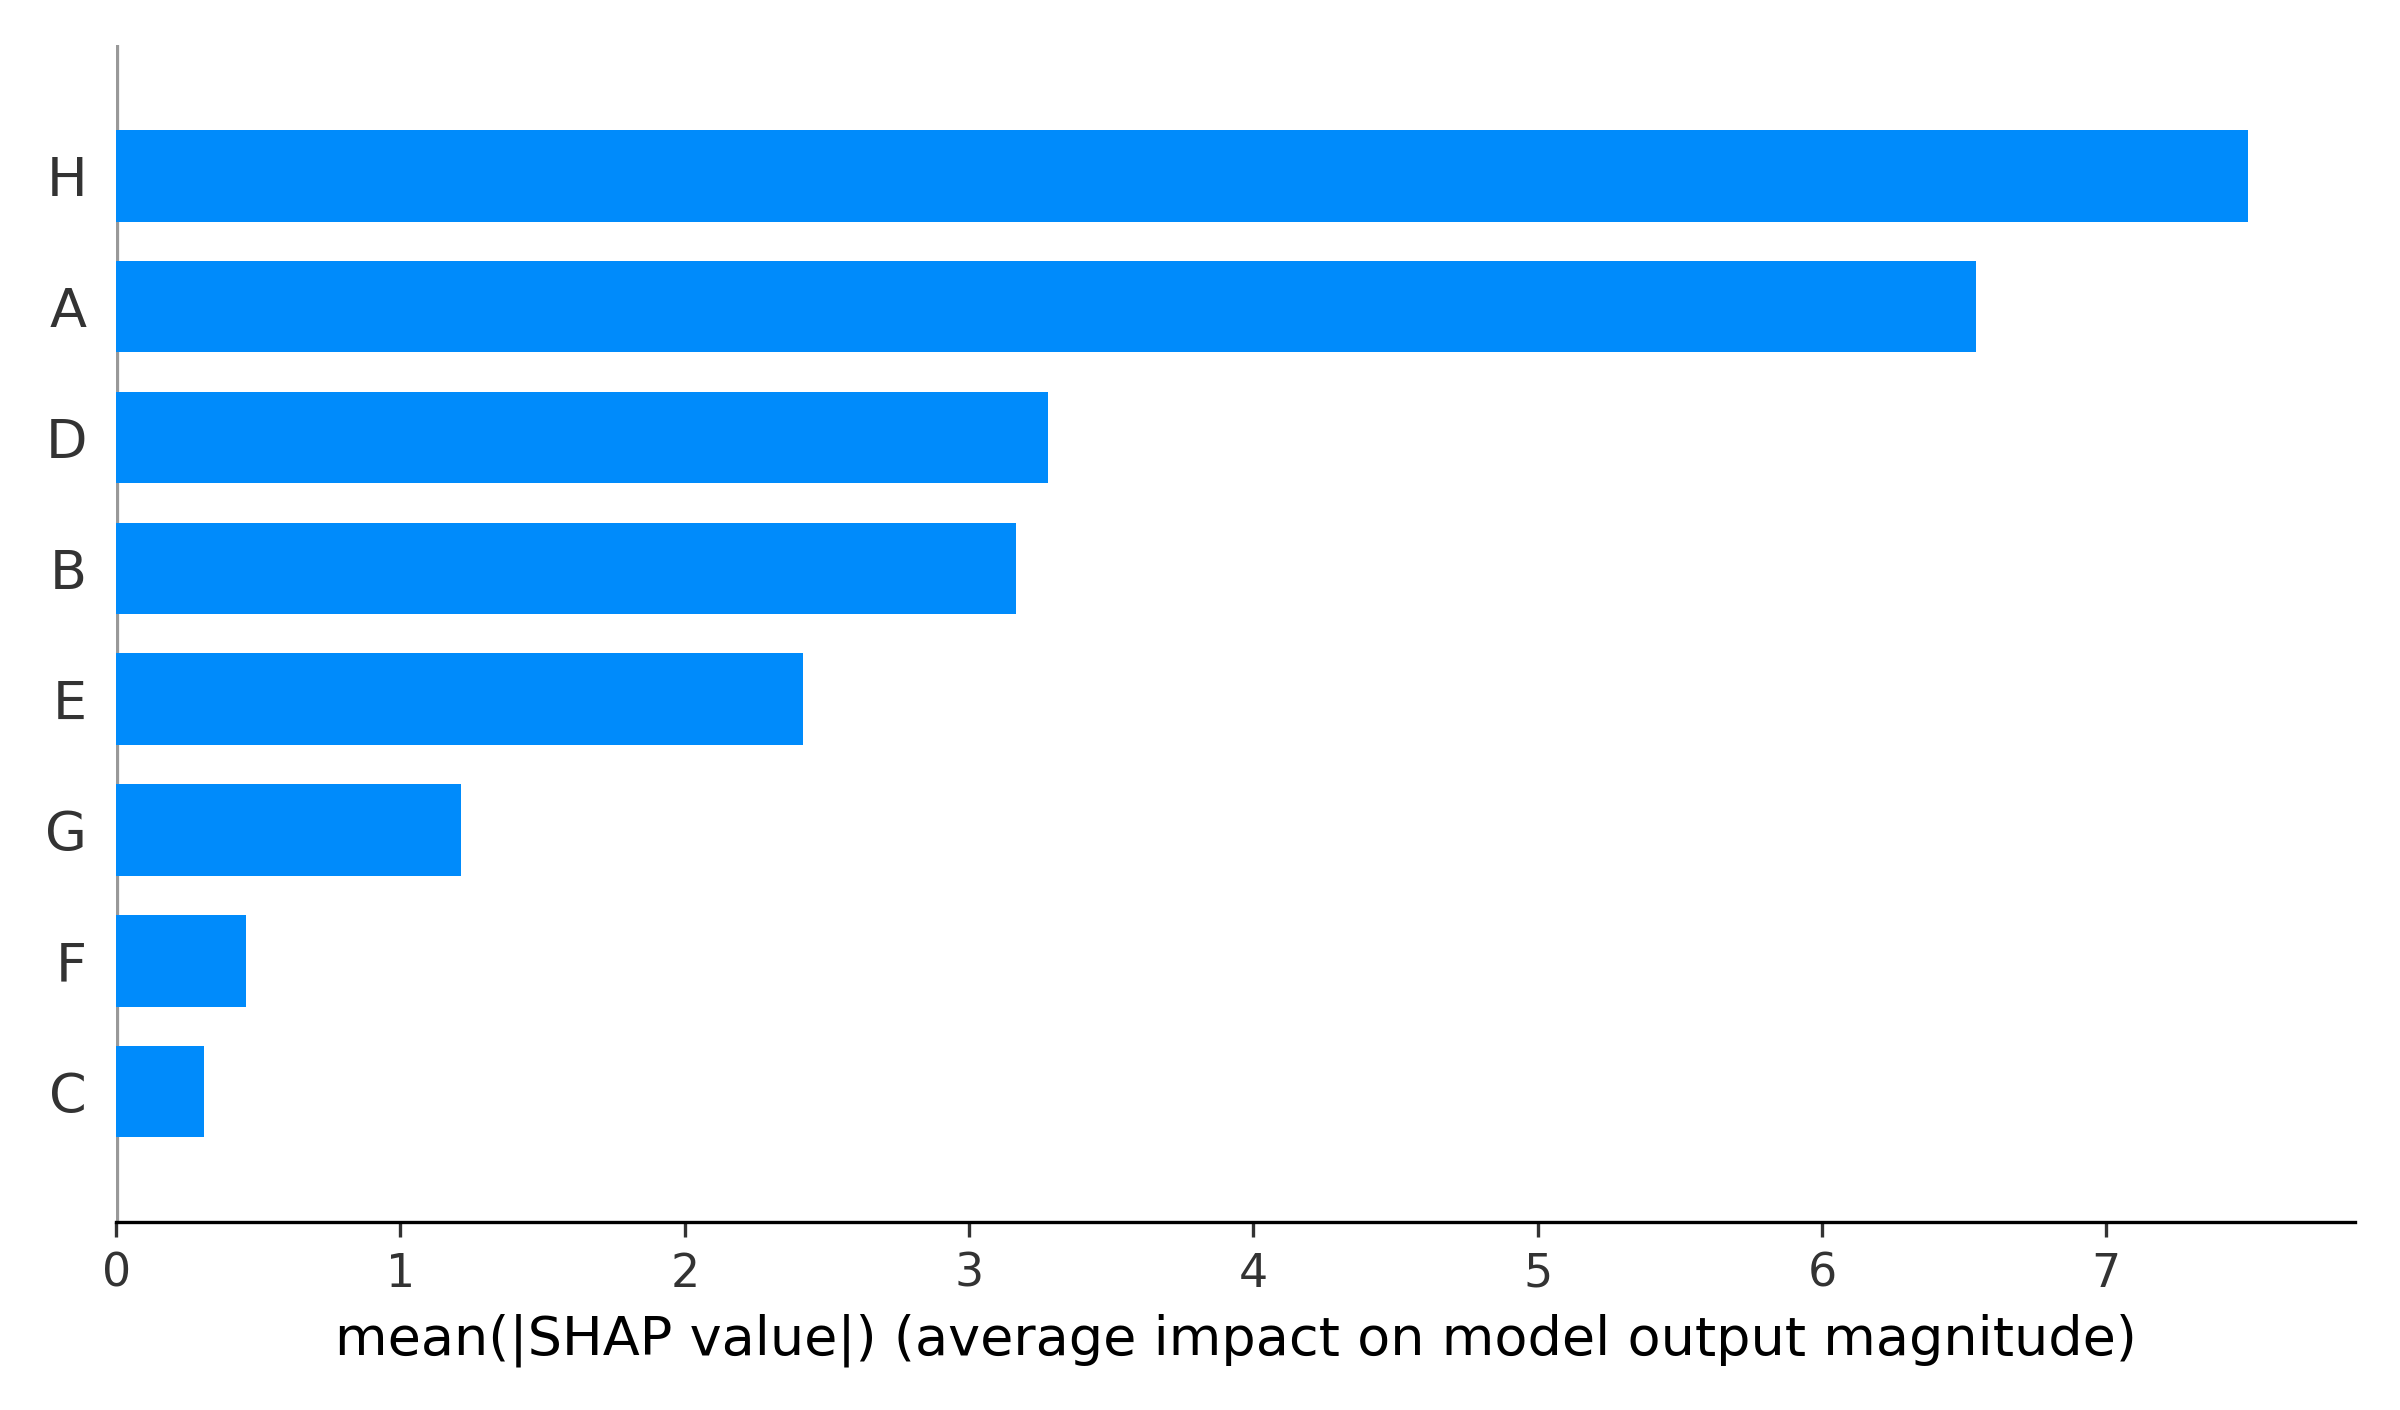 H
A
D
B
E
G
F
C
0 1 2 3 4 5 6 7
mean(|SHAP value|) (average impact on model output magnitude)